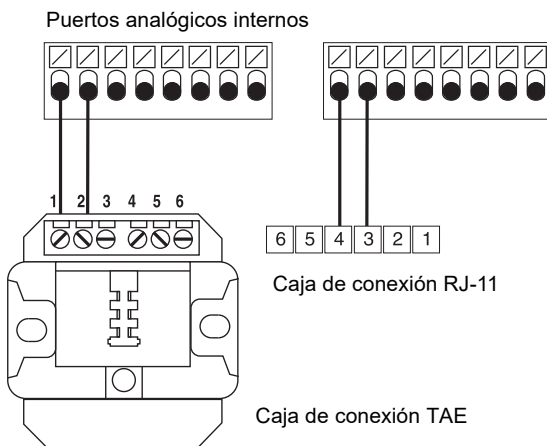 Puertos analógicos internos
1 2 3 4 5 6
6 5 4 3 2 1
Caja de conexión RJ-11
Caja de conexión TAE